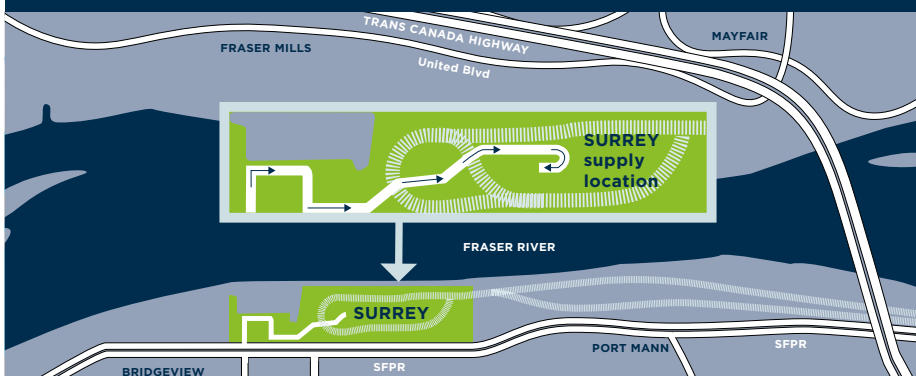 TRANS CANADA HIGHWAY
MAYFAIR
FRASER MILLS
United Blvd
SURREY
supply
location
FRASER RIVER
SURREY
PORT MANN
SFPR
SFPR
BRIDGEVIEW